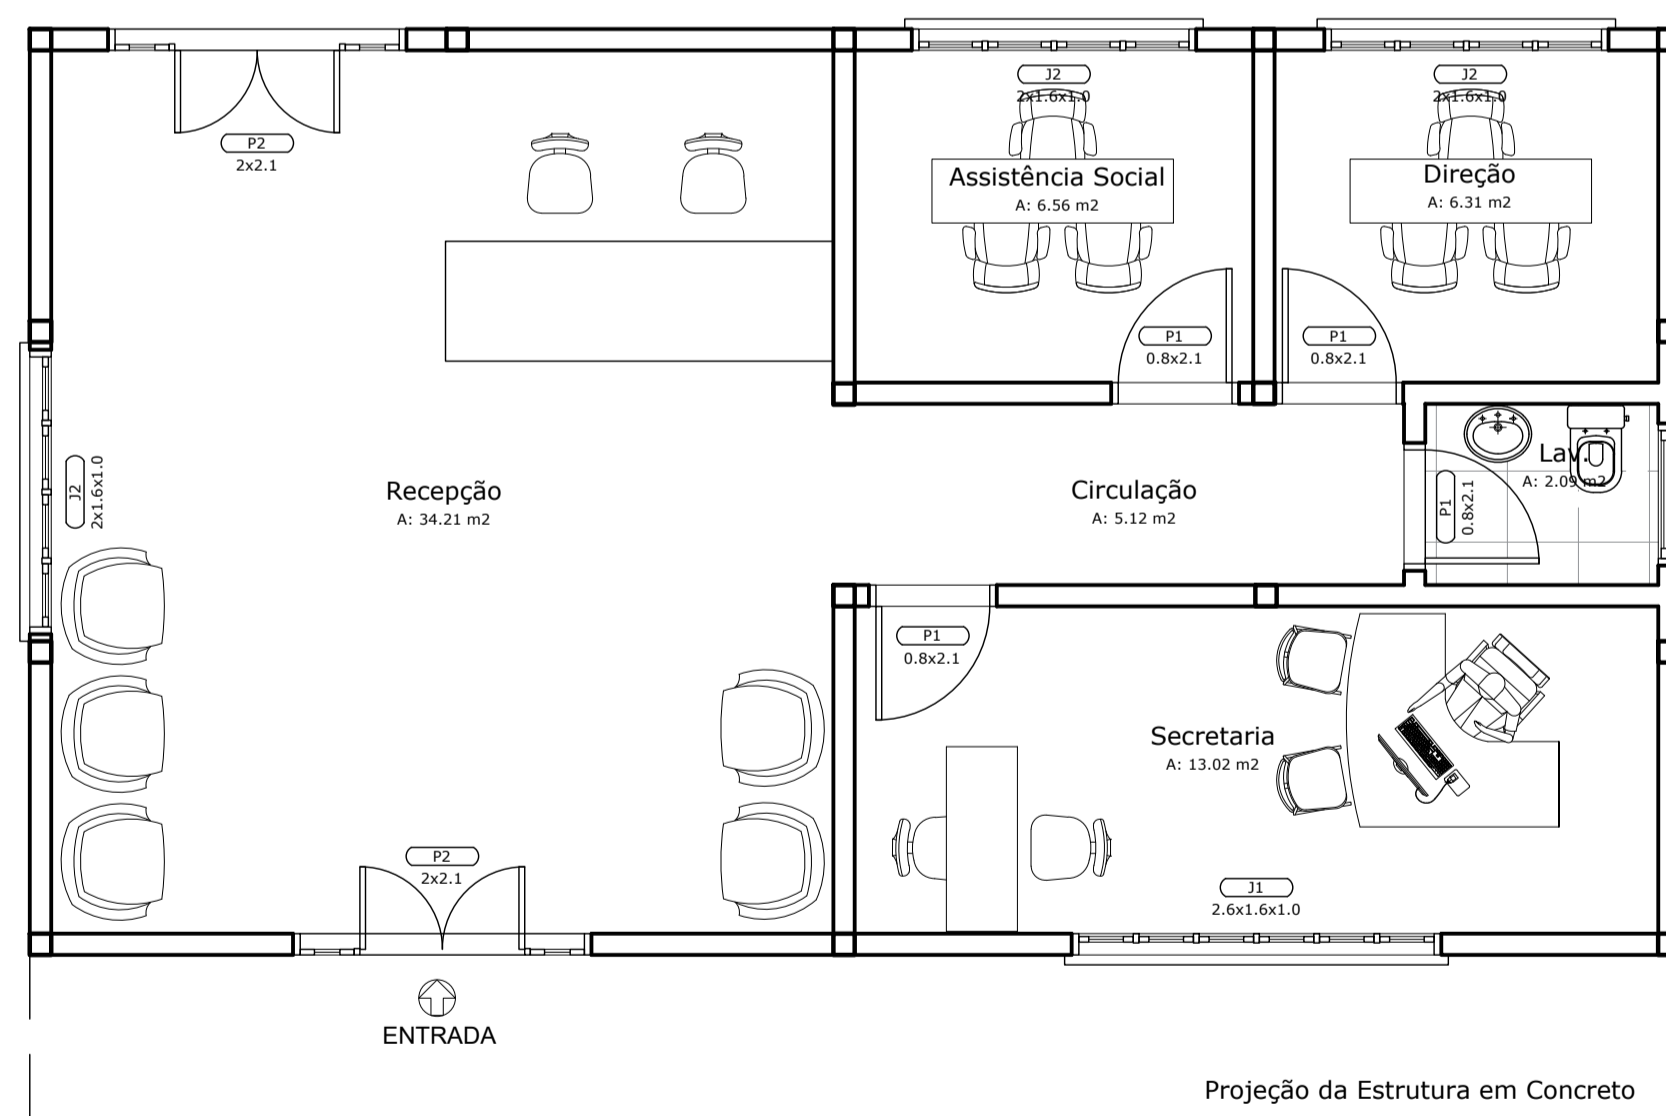 J2
2x1.6x1.0
J2
2x1.6x1.0
P2
2x2.1
Assistência Social
A: 6.56 m2
Direção
A: 6.31 m2
P1
0.8x2.1
P1
0.8x2.1
J2
2x1.6x1.0
Recepção
A: 34.21 m2
Circulação
A: 5.12 m2
Lav.
A: 2.09 m2
P1
0.8x2.1
P1
0.8x2.1
Secretaria
A: 13.02 m2
P2
2x2.1
J1
2.6x1.6x1.0
ENTRADA
Projeção da Estrutura em Concreto